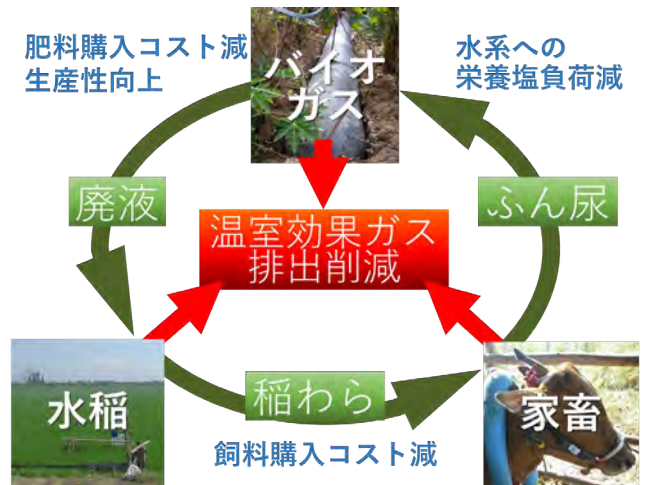 肥料購入コスト減
生産性向上
バイオ
ガス
水系への
栄養塩負荷減
廃液
ふん尿
温室効果ガス
排出削減
水稲
稲わら
家畜
飼料購入コスト減